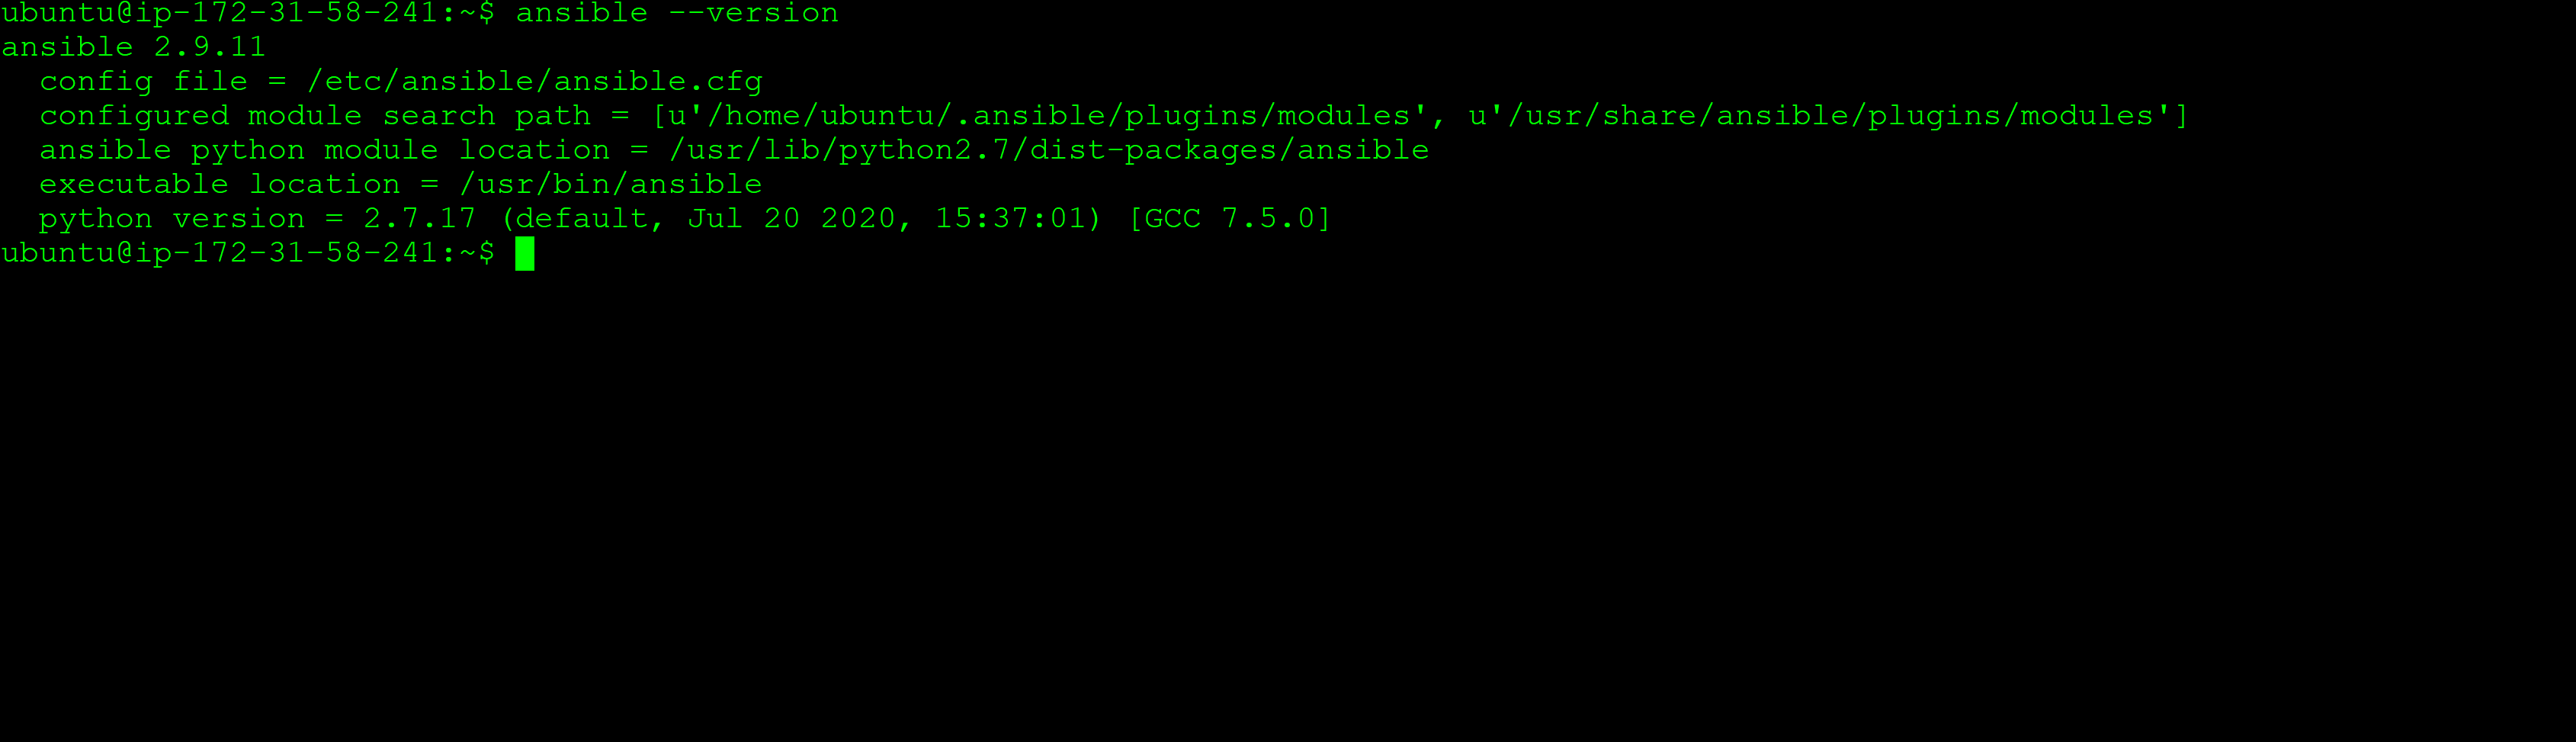 ubuntu@ip-172-31-58-241:~$ ansible --version
ansible 2.9.11
  config file = /etc/ansible/ansible.cfg
  configured module search path = [u'/home/ubuntu/.ansible/plugins/modules', u'/usr/share/ansible/plugins/modules']
  ansible python module location = /usr/lib/python2.7/dist-packages/ansible
  executable location = /usr/bin/ansible
  python version = 2.7.17 (default, Jul 20 2020, 15:37:01) [GCC 7.5.0]
ubuntu@ip-172-31-58-241:~$